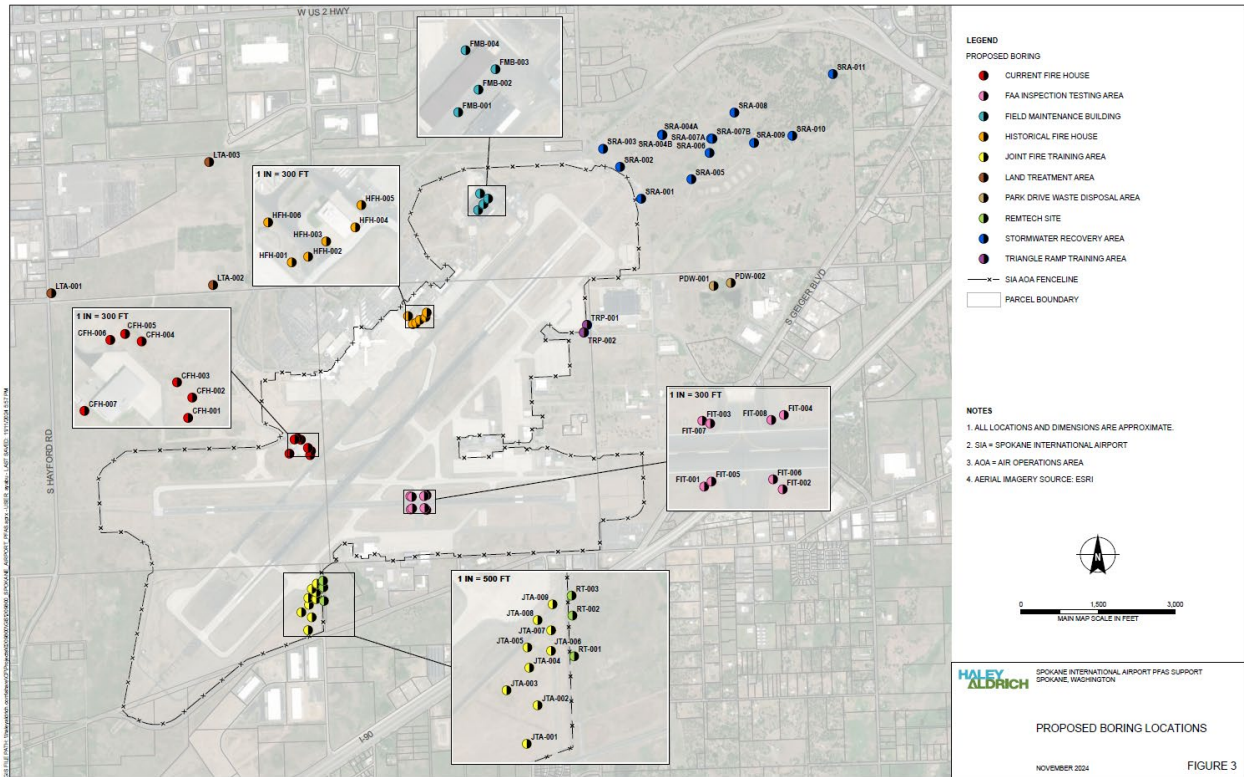 W US 2 HWY
FMB-004
FMB-003
FMB-002
FMB-001
SRA-011
SRA-008
SRA-004A
SRA-007B
SRA-003
SRA-004B
SRA-007A
SRA-009
SRA-010
SRA-006
SRA-002
SRA-005
SRA-001
LTA-003
1 IN = 300 FT
HFH-005
HFH-006
HFH-004
HFH-003
HFH-002
HFH-001
LTA-002
LTA-001
PDW-001
PDW-002
S GEIGER BLVD
1 IN = 300 FT
CFH-005
CFH-006
CFH-004
CFH-003
CFH-002
CFH-007
CFH-001
TRP-001
TRP-002
1 IN = 300 FT
FIT-003
FIT-008
FIT-004
FIT-007
FIT-005
FIT-006
FIT-001
FIT-002
S HAYFORD RD
1 IN = 500 FT
RT-003
JTA-009
RT-002
JTA-008
JTA-007
JTA-005
JTA-006
RT-001
JTA-004
JTA-003
JTA-002
JTA-001
I-90
LEGEND
PROPOSED BORING
CURRENT FIRE HOUSE
FAA INSPECTION TESTING AREA
FIELD MAINTENANCE BUILDING
HISTORICAL FIRE HOUSE
JOINT FIRE TRAINING AREA
LAND TREATMENT AREA
PARK DRIVE WASTE DISPOSAL AREA
REMTECH SITE
STORMWATER RECOVERY AREA
TRIANGLE RAMP TRAINING AREA
SIA AOA FENCELINE
PARCEL BOUNDARY
NOTES
1. ALL LOCATIONS AND DIMENSIONS ARE APPROXIMATE.
2. SIA = SPOKANE INTERNATIONAL AIRPORT
3. AOA = AIR OPERATIONS AREA
4. AERIAL IMAGERY SOURCE: ESRI
N
0 1,500 3,000
MAIN MAP SCALE IN FEET
HALEY
ALDRICH
SPOKANE INTERNATIONAL AIRPORT PFAS SUPPORT
SPOKANE, WASHINGTON
PROPOSED BORING LOCATIONS
NOVEMBER 2024
FIGURE 3